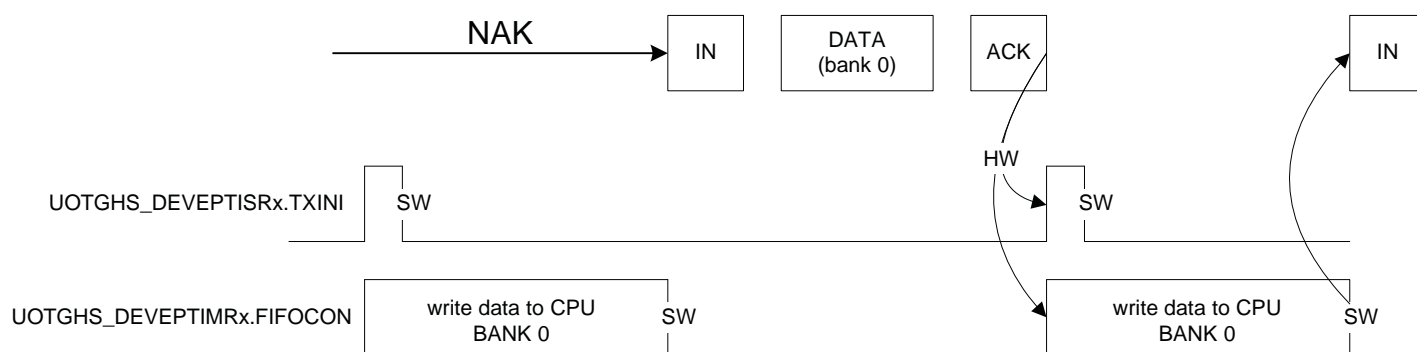 NAK
IN
DATA
(bank 0)
ACK
IN
HW
UOTGHS_DEVEPTISRx.TXINI
SW
SW
UOTGHS_DEVEPTIMRx.FIFOCON
write data to CPU
BANK 0
SW
write data to CPU
BANK 0
SW